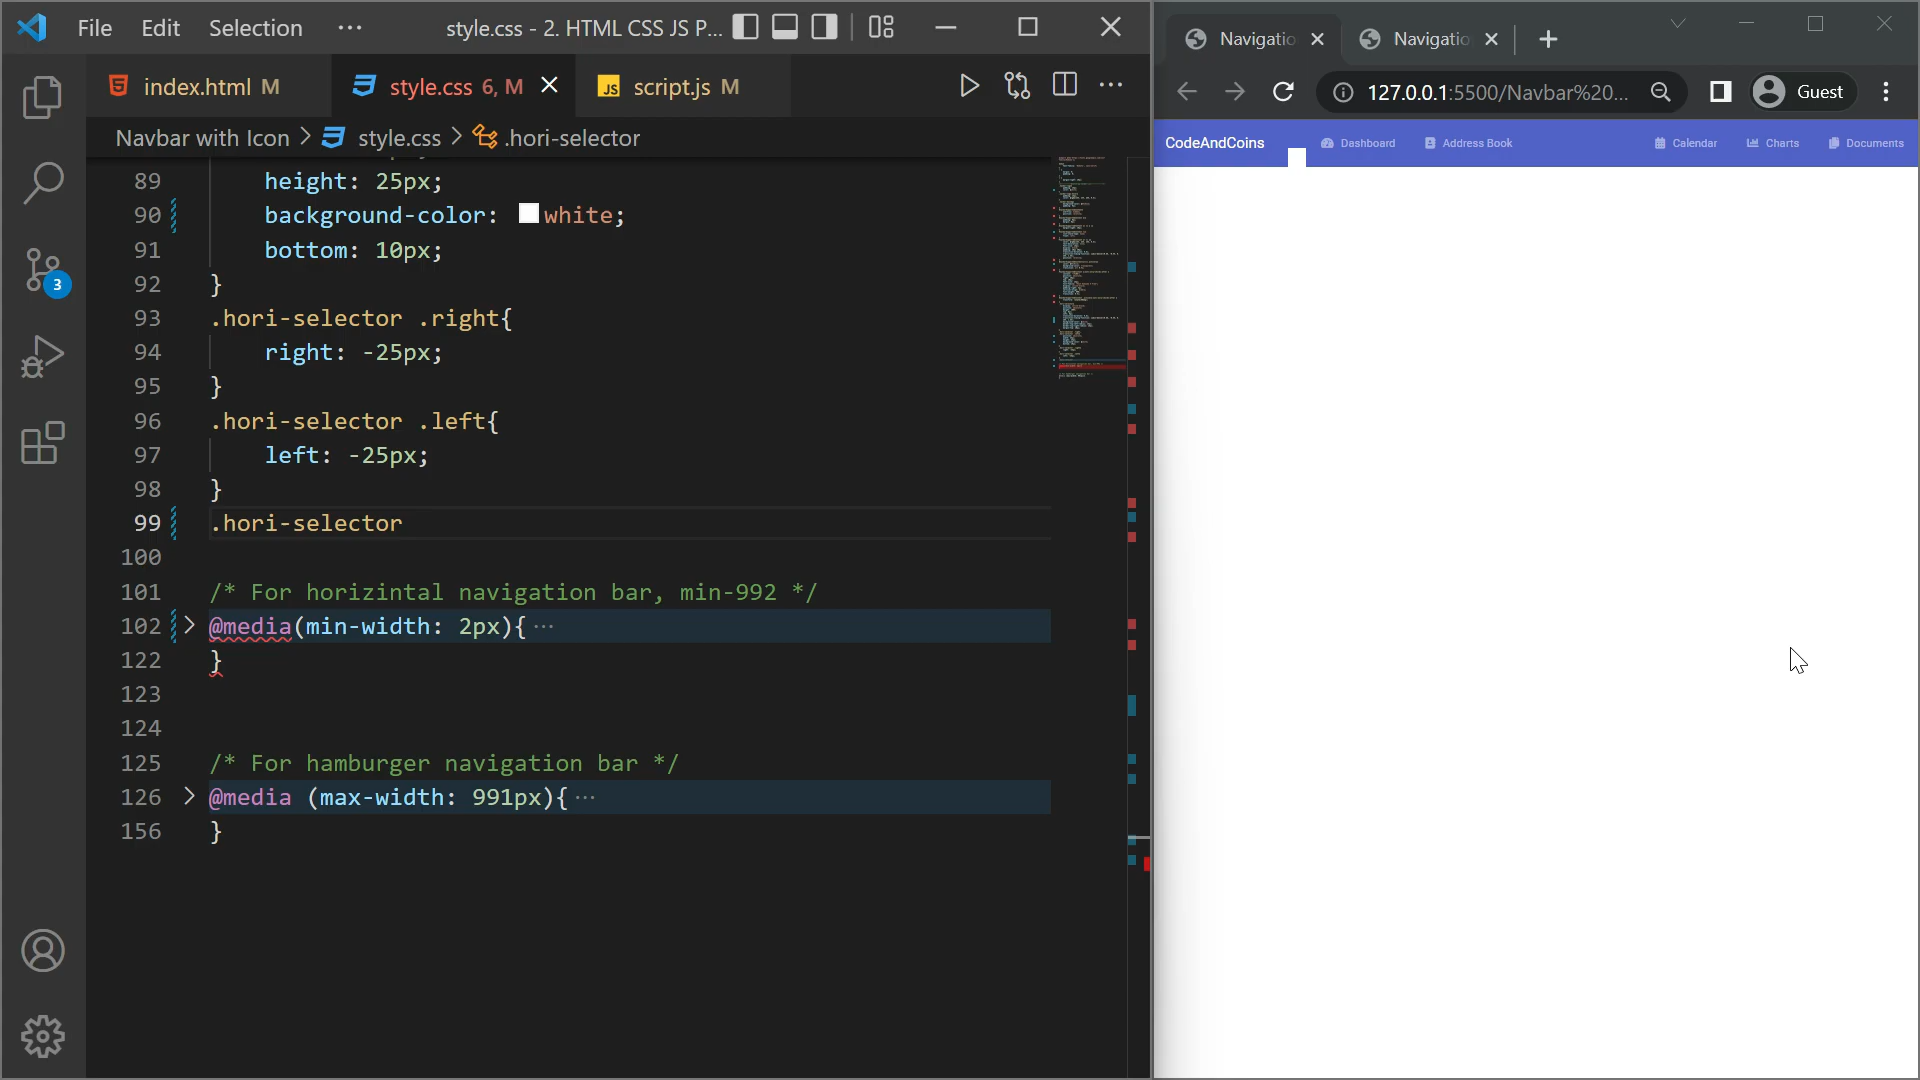 File Edit Selection ··· style.css - 2. HTML CSS JS P...
index.html M style.css 6, M JS script.js M
Navbar with Icon > style.css > .hori-selector
89 height: 25px;
90 background-color: white;
91 bottom: 10px;
92 }
93 .hori-selector .right{
94 right: -25px;
95 }
96 .hori-selector .left{
97 left: -25px;
98 }
99 .hori-selector
100
101 /* For horizintal navigation bar, min-992 */
102 @media(min-width: 2px){ ···
122 }
123
124
125 /* For hamburger navigation bar */
126 @media (max-width: 991px){ ···
156 }
3
Navigatio Navigatio
127.0.0.1:5500/Navbar%20... Guest
CodeAndCoins Dashboard Address Book Calendar Charts Documents